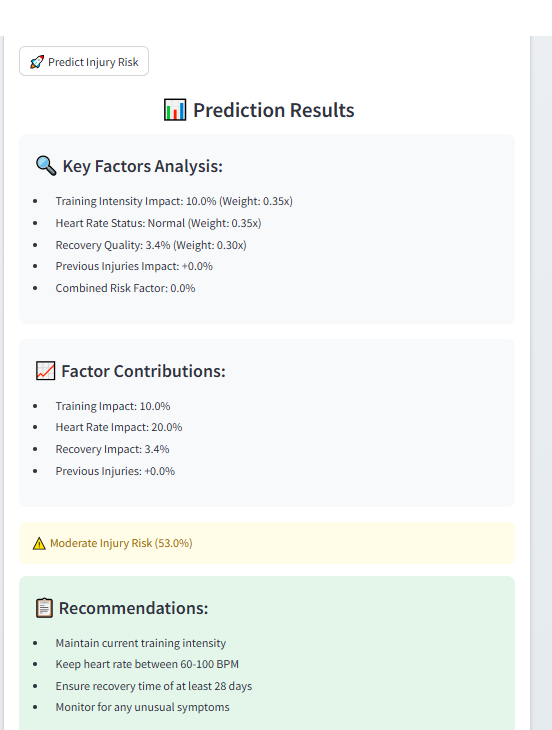 🚀 Predict Injury Risk
📊 Prediction Results
🔍 Key Factors Analysis:
• Training Intensity Impact: 10.0% (Weight: 0.35x)
• Heart Rate Status: Normal (Weight: 0.35x)
• Recovery Quality: 3.4% (Weight: 0.30x)
• Previous Injuries Impact: +0.0%
• Combined Risk Factor: 0.0%
📈 Factor Contributions:
• Training Impact: 10.0%
• Heart Rate Impact: 20.0%
• Recovery Impact: 3.4%
• Previous Injuries: +0.0%
⚠️ Moderate Injury Risk (53.0%)
📋 Recommendations:
• Maintain current training intensity
• Keep heart rate between 60-100 BPM
• Ensure recovery time of at least 28 days
• Monitor for any unusual symptoms